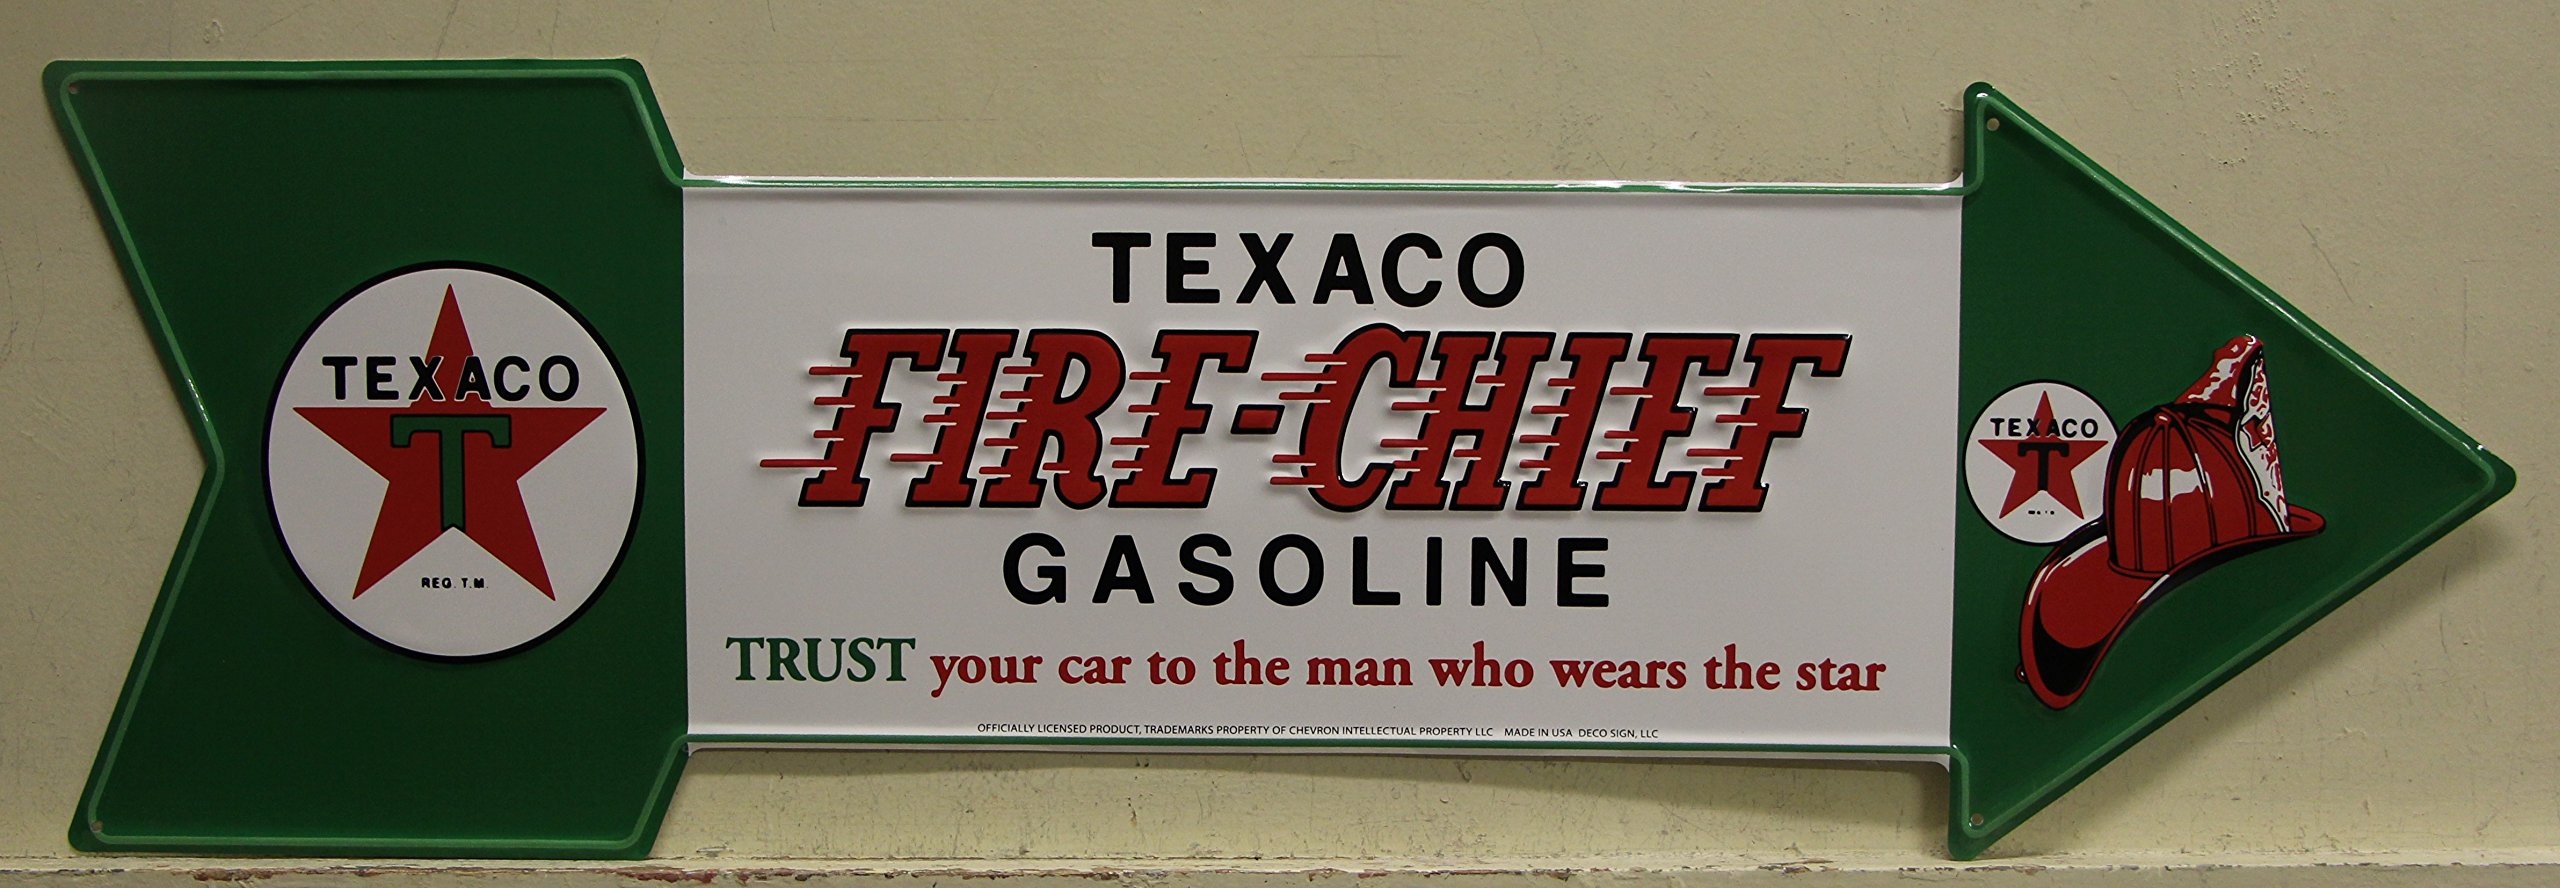 TEXACO
T
REG. T.M.
TEXACO
FIRE-CHIEF
GASOLINE
TRUST your car to the man who wears the star
OFFICIALLY LICENSED PRODUCT, TRADEMARKS PROPERTY OF CHEVRON INTELLECTUAL PROPERTY LLC MADE IN USA DECO SIGN, LLC
TEXACO
T